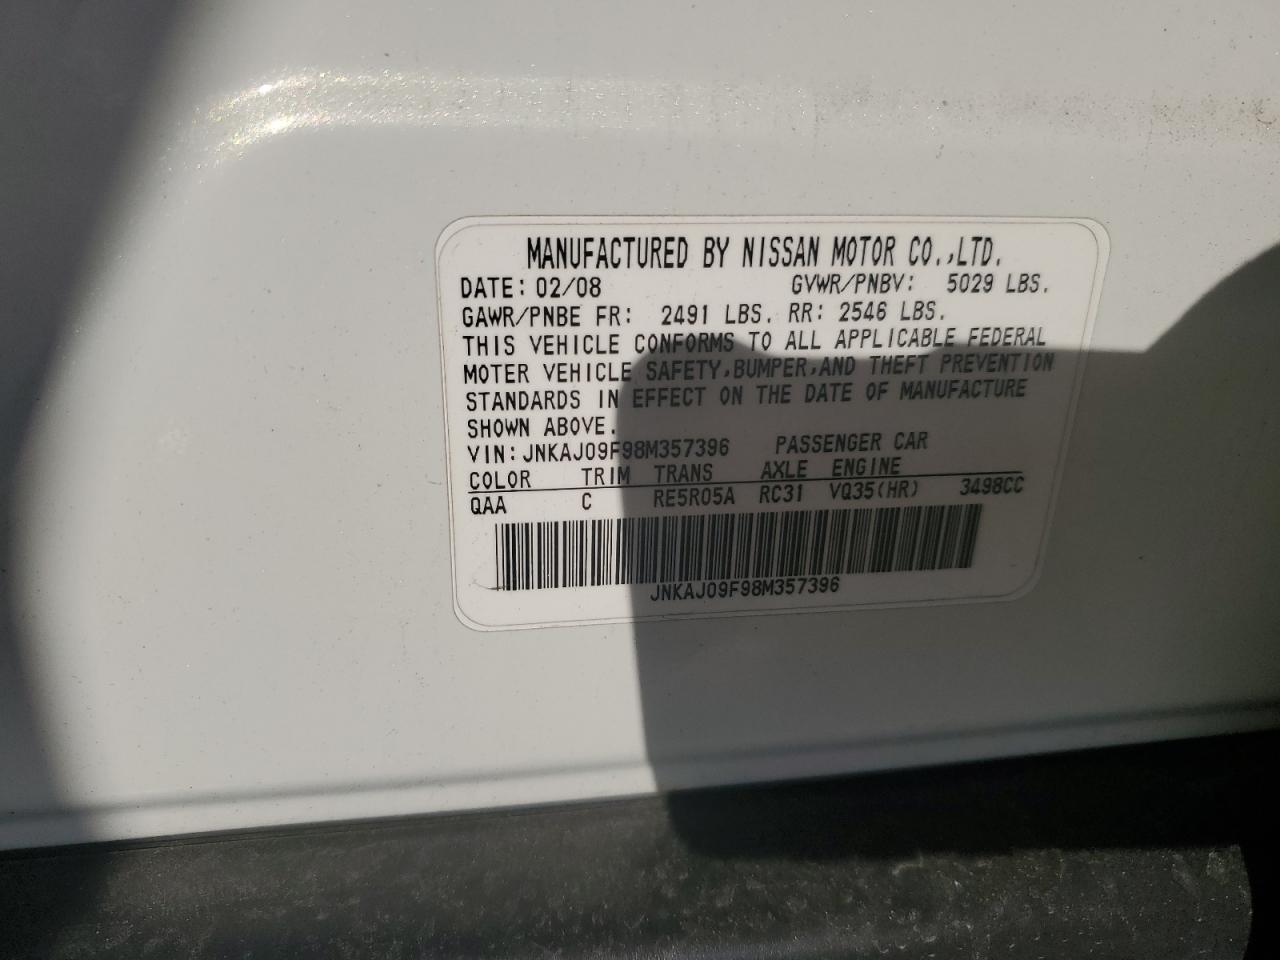 MANUFACTURED BY NISSAN MOTOR CO.,LTD.
DATE: 02/08 GVWR/PNBV: 5029 LBS.
GAWR/PNBE FR: 2491 LBS. RR: 2546 LBS.
THIS VEHICLE CONFORMS TO ALL APPLICABLE FEDERAL
MOTER VEHICLE SAFETY,BUMPER,AND THEFT PREVENTION
STANDARDS IN EFFECT ON THE DATE OF MANUFACTURE
SHOWN ABOVE.
VIN:JNKAJ09F98M357396 PASSENGER CAR
COLOR TRIM TRANS AXLE ENGINE
QAA C RE5R05A RC31 VQ35(HR) 3498CC
JNKAJ09F98M357396